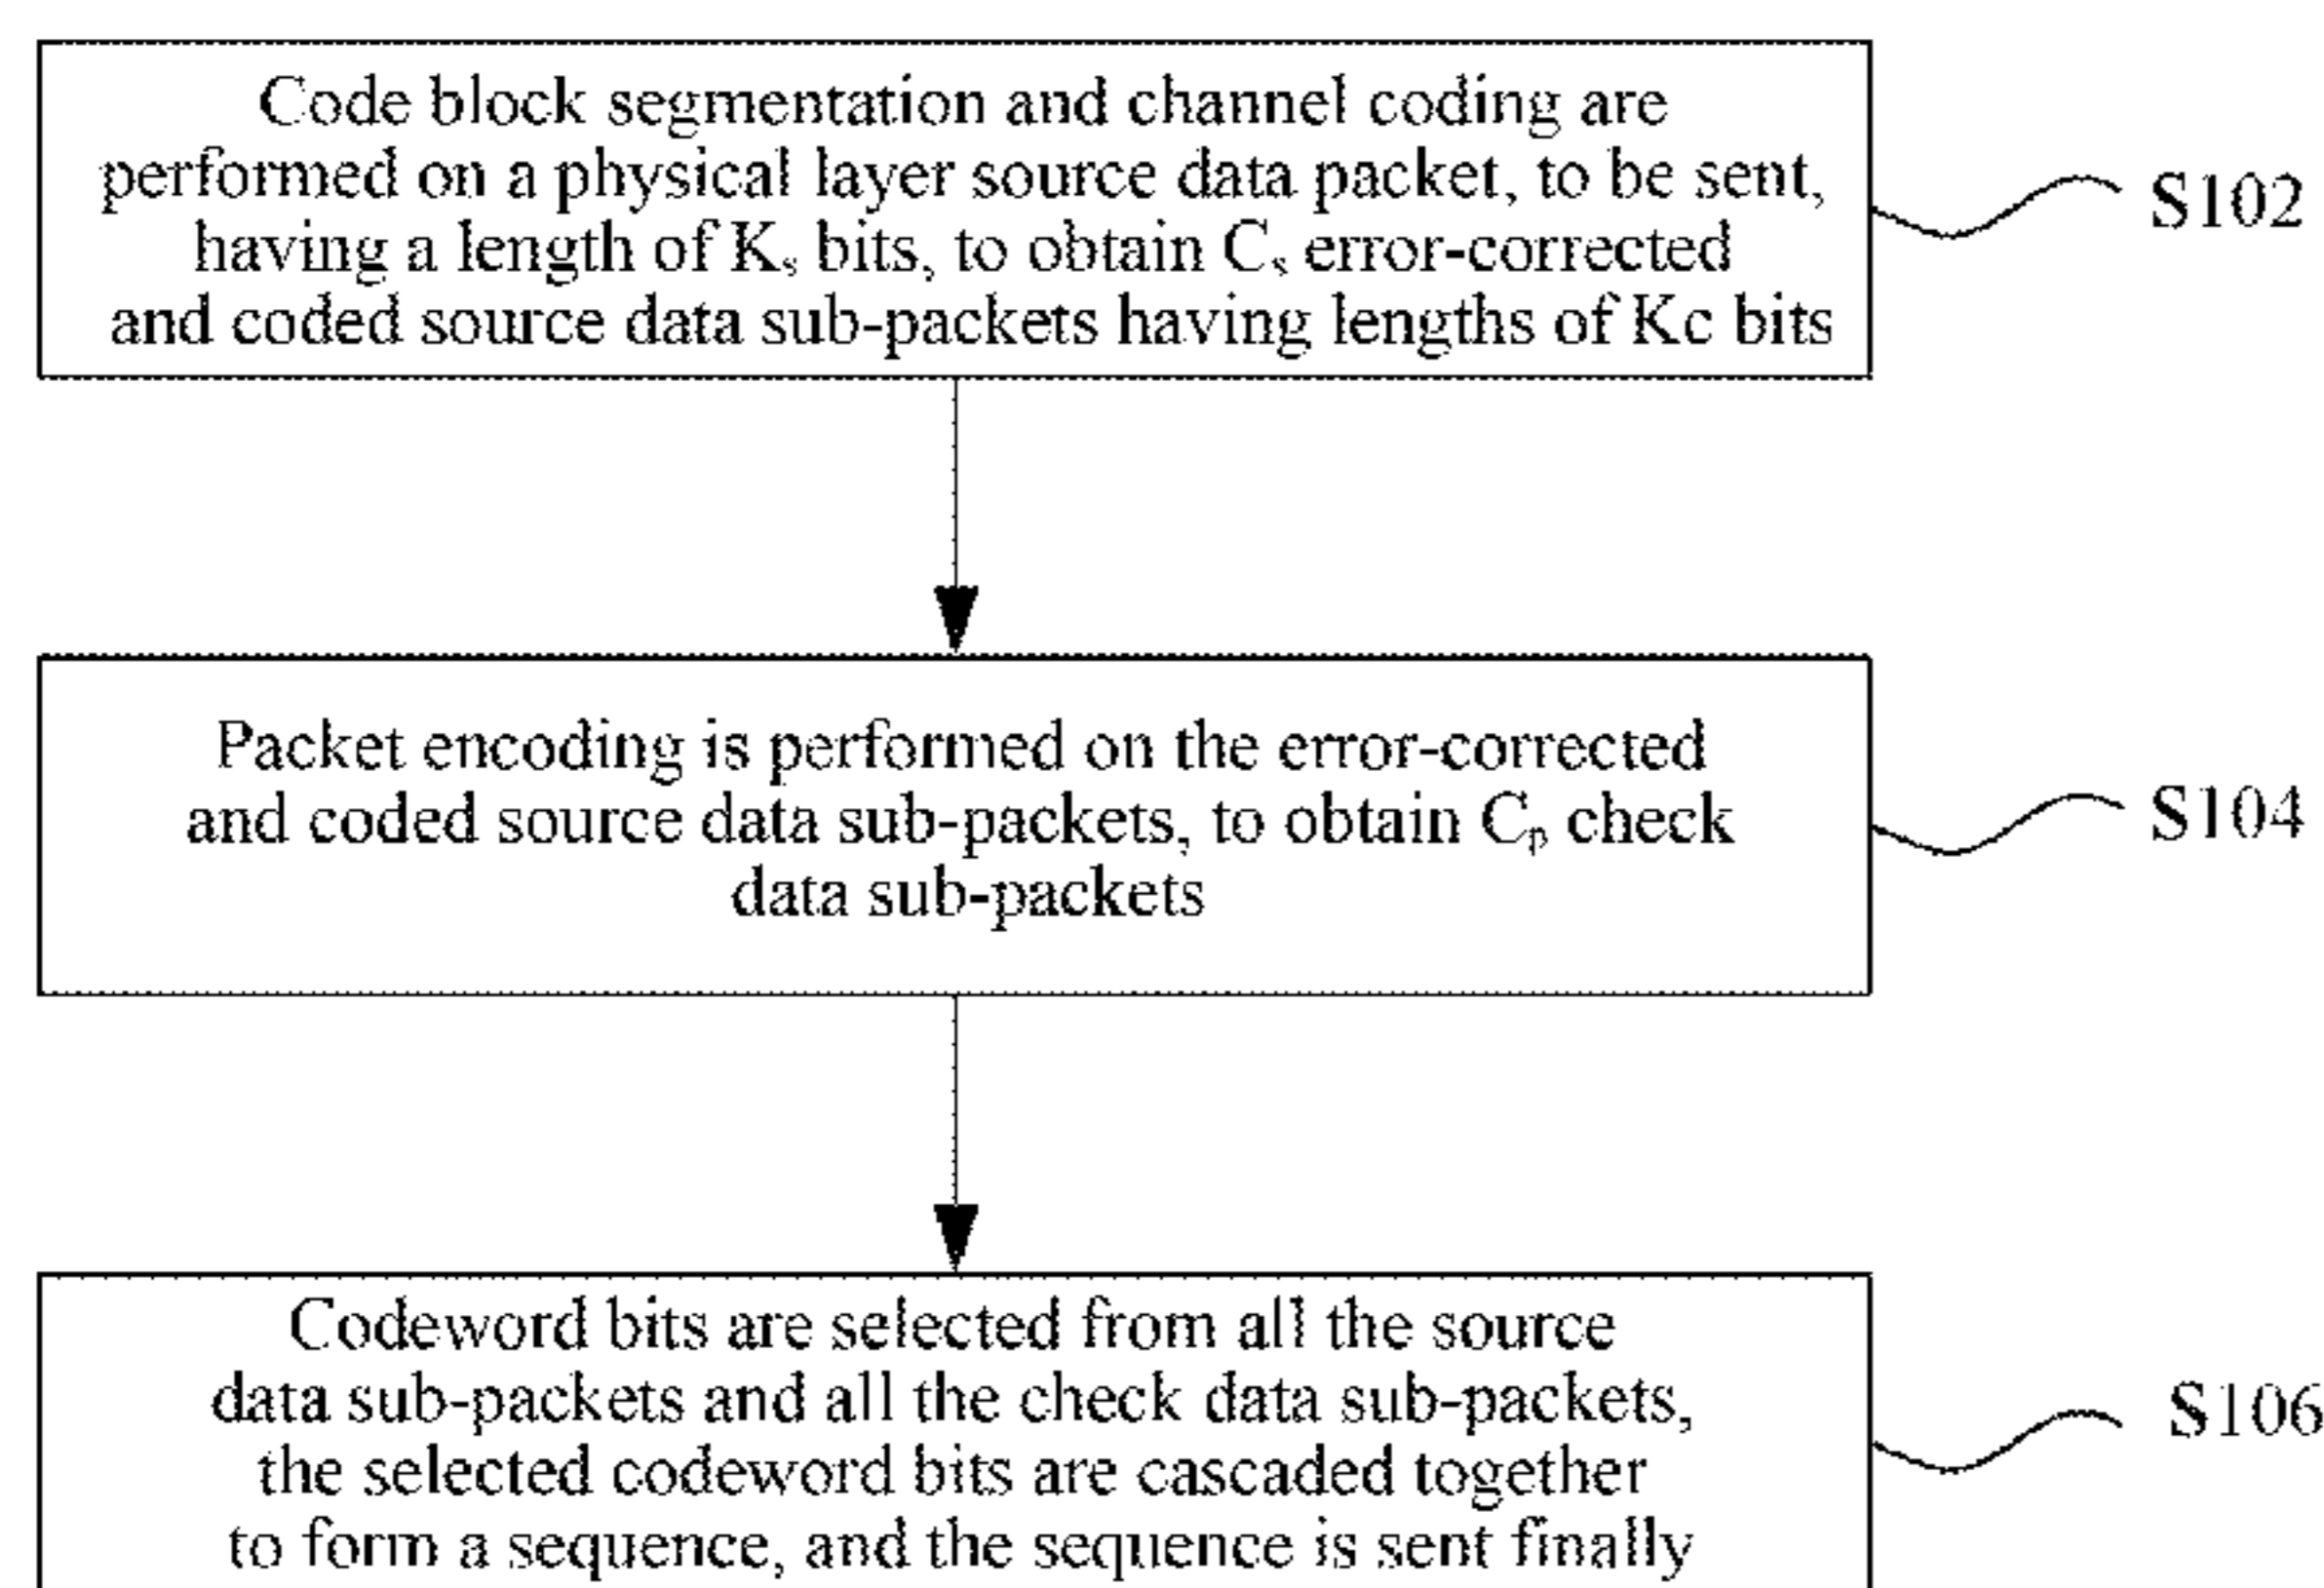 Code block segmentation and channel coding are
performed on a physical layer source data packet, to be sent,
having a length of Kₛ bits, to obtain Cₛ error-corrected
and coded source data sub-packets having lengths of Kc bits
S102
Packet encoding is performed on the error-corrected
and coded source data sub-packets, to obtain Cₚ check
data sub-packets
S104
Codeword bits are selected from all the source
data sub-packets and all the check data sub-packets,
the selected codeword bits are cascaded together
to form a sequence, and the sequence is sent finally
S106